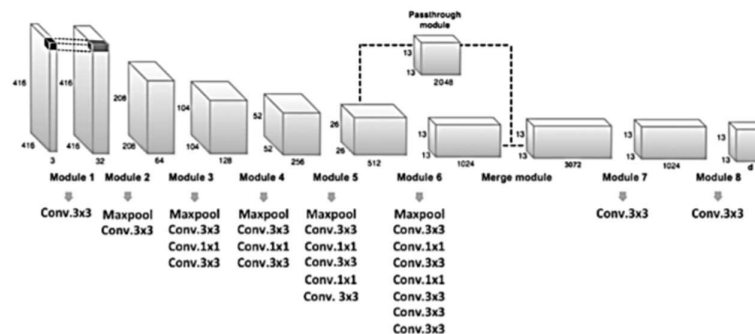 Passthrough
module
13
13
2048
416
416
3
416
416
32
208
208
64
104
104
128
52
52
256
26
26
512
13
13
1024
13
13
3072
13
13
1024
13
13
d
Module 1
Module 2
Module 3
Module 4
Module 5
Module 6
Merge module
Module 7
Module 8
Conv.3x3
Maxpool
Conv.3x3
Maxpool
Conv.3x3
Conv.1x1
Conv.3x3
Maxpool
Conv.3x3
Conv.1x1
Conv.3x3
Maxpool
Conv.3x3
Conv.1x1
Conv.3x3
Conv.1x1
Conv. 3x3
Maxpool
Conv.3x3
Conv.1x1
Conv.3x3
Conv.1x1
Conv.3x3
Conv.3x3
Conv.3x3
Conv.3x3
Conv.3x3